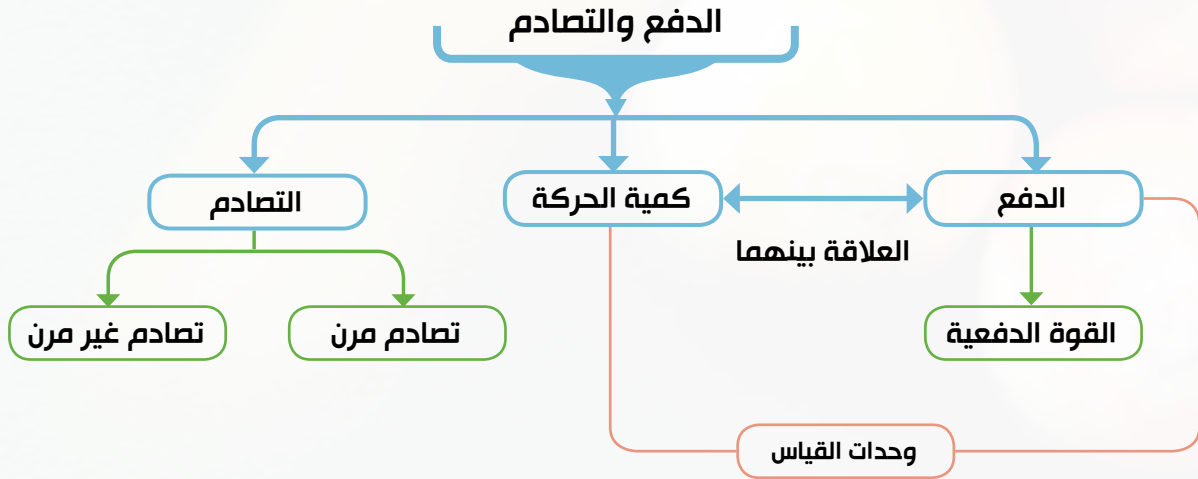 الدفع والتصادم
الدفع
كمية الحركة
التصادم
العلاقة بينهما
القوة الدفعية
تصادم مرن
تصادم غير مرن
وحدات القياس